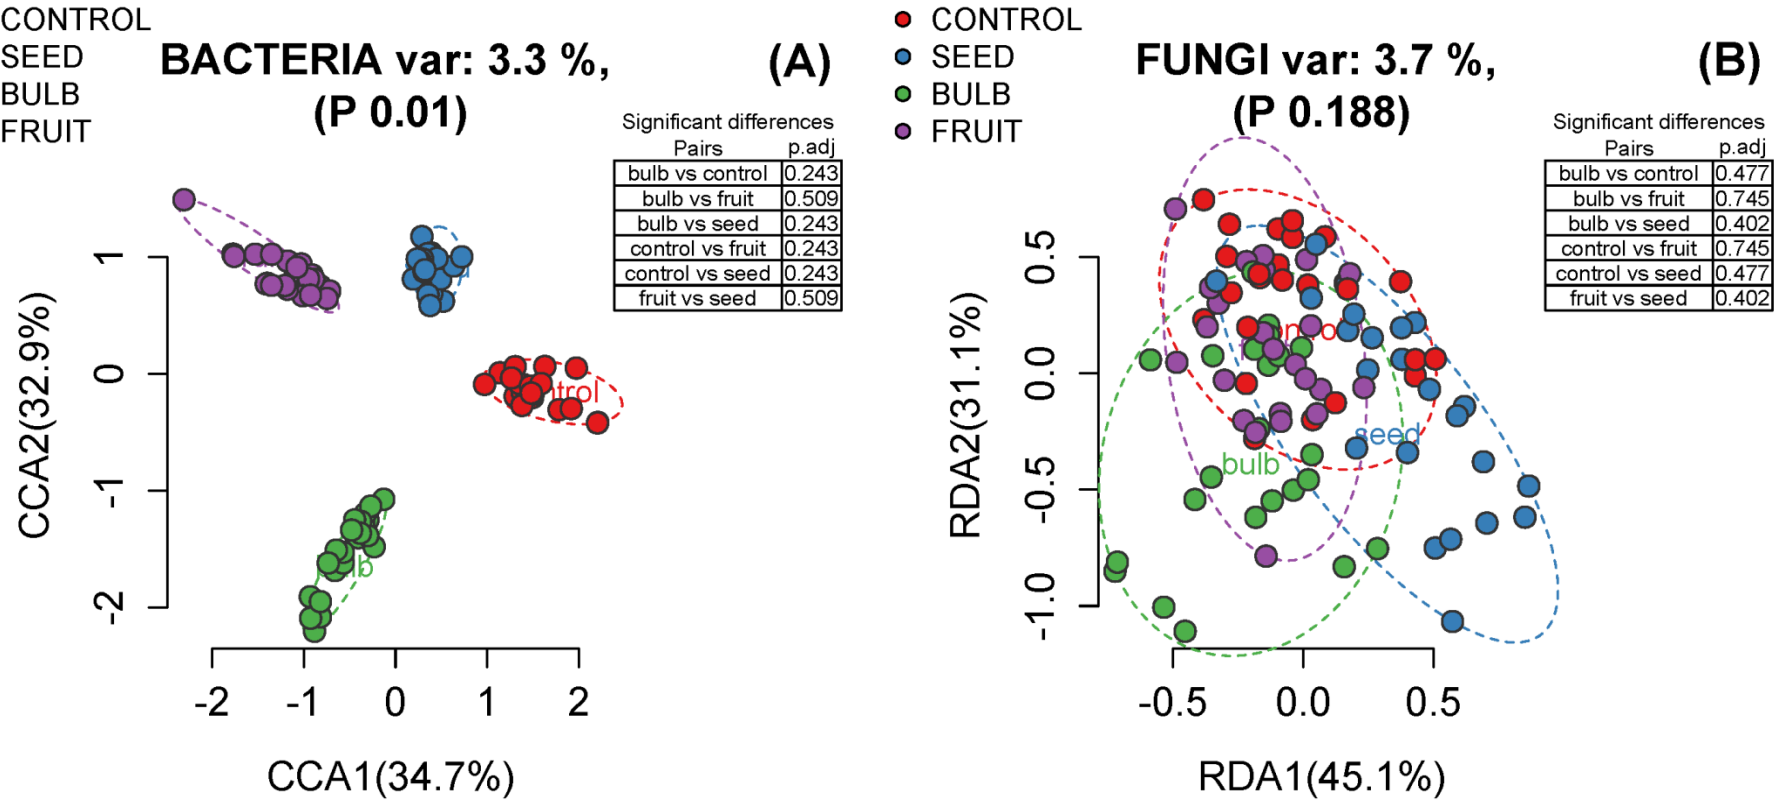 CONTROL
SEED
BULB
FRUIT
BACTERIA var: 3.3 %,
(P 0.01)
(A)
Significant differences
Pairs p.adj
bulb vs control 0.243
bulb vs fruit 0.509
bulb vs seed 0.243
control vs fruit 0.243
control vs seed 0.243
fruit vs seed 0.509
CCA2(32.9%)
1
0
-1
-2
-2 -1 0 1 2
CCA1(34.7%)
CONTROL
SEED
BULB
FRUIT
FUNGI var: 3.7 %,
(P 0.188)
(B)
Significant differences
Pairs p.adj
bulb vs control 0.477
bulb vs fruit 0.745
bulb vs seed 0.402
control vs fruit 0.745
control vs seed 0.477
fruit vs seed 0.402
RDA2(31.1%)
0.5
0.0
-0.5
-1.0
seed
bulb
-0.5 0.0 0.5
RDA1(45.1%)